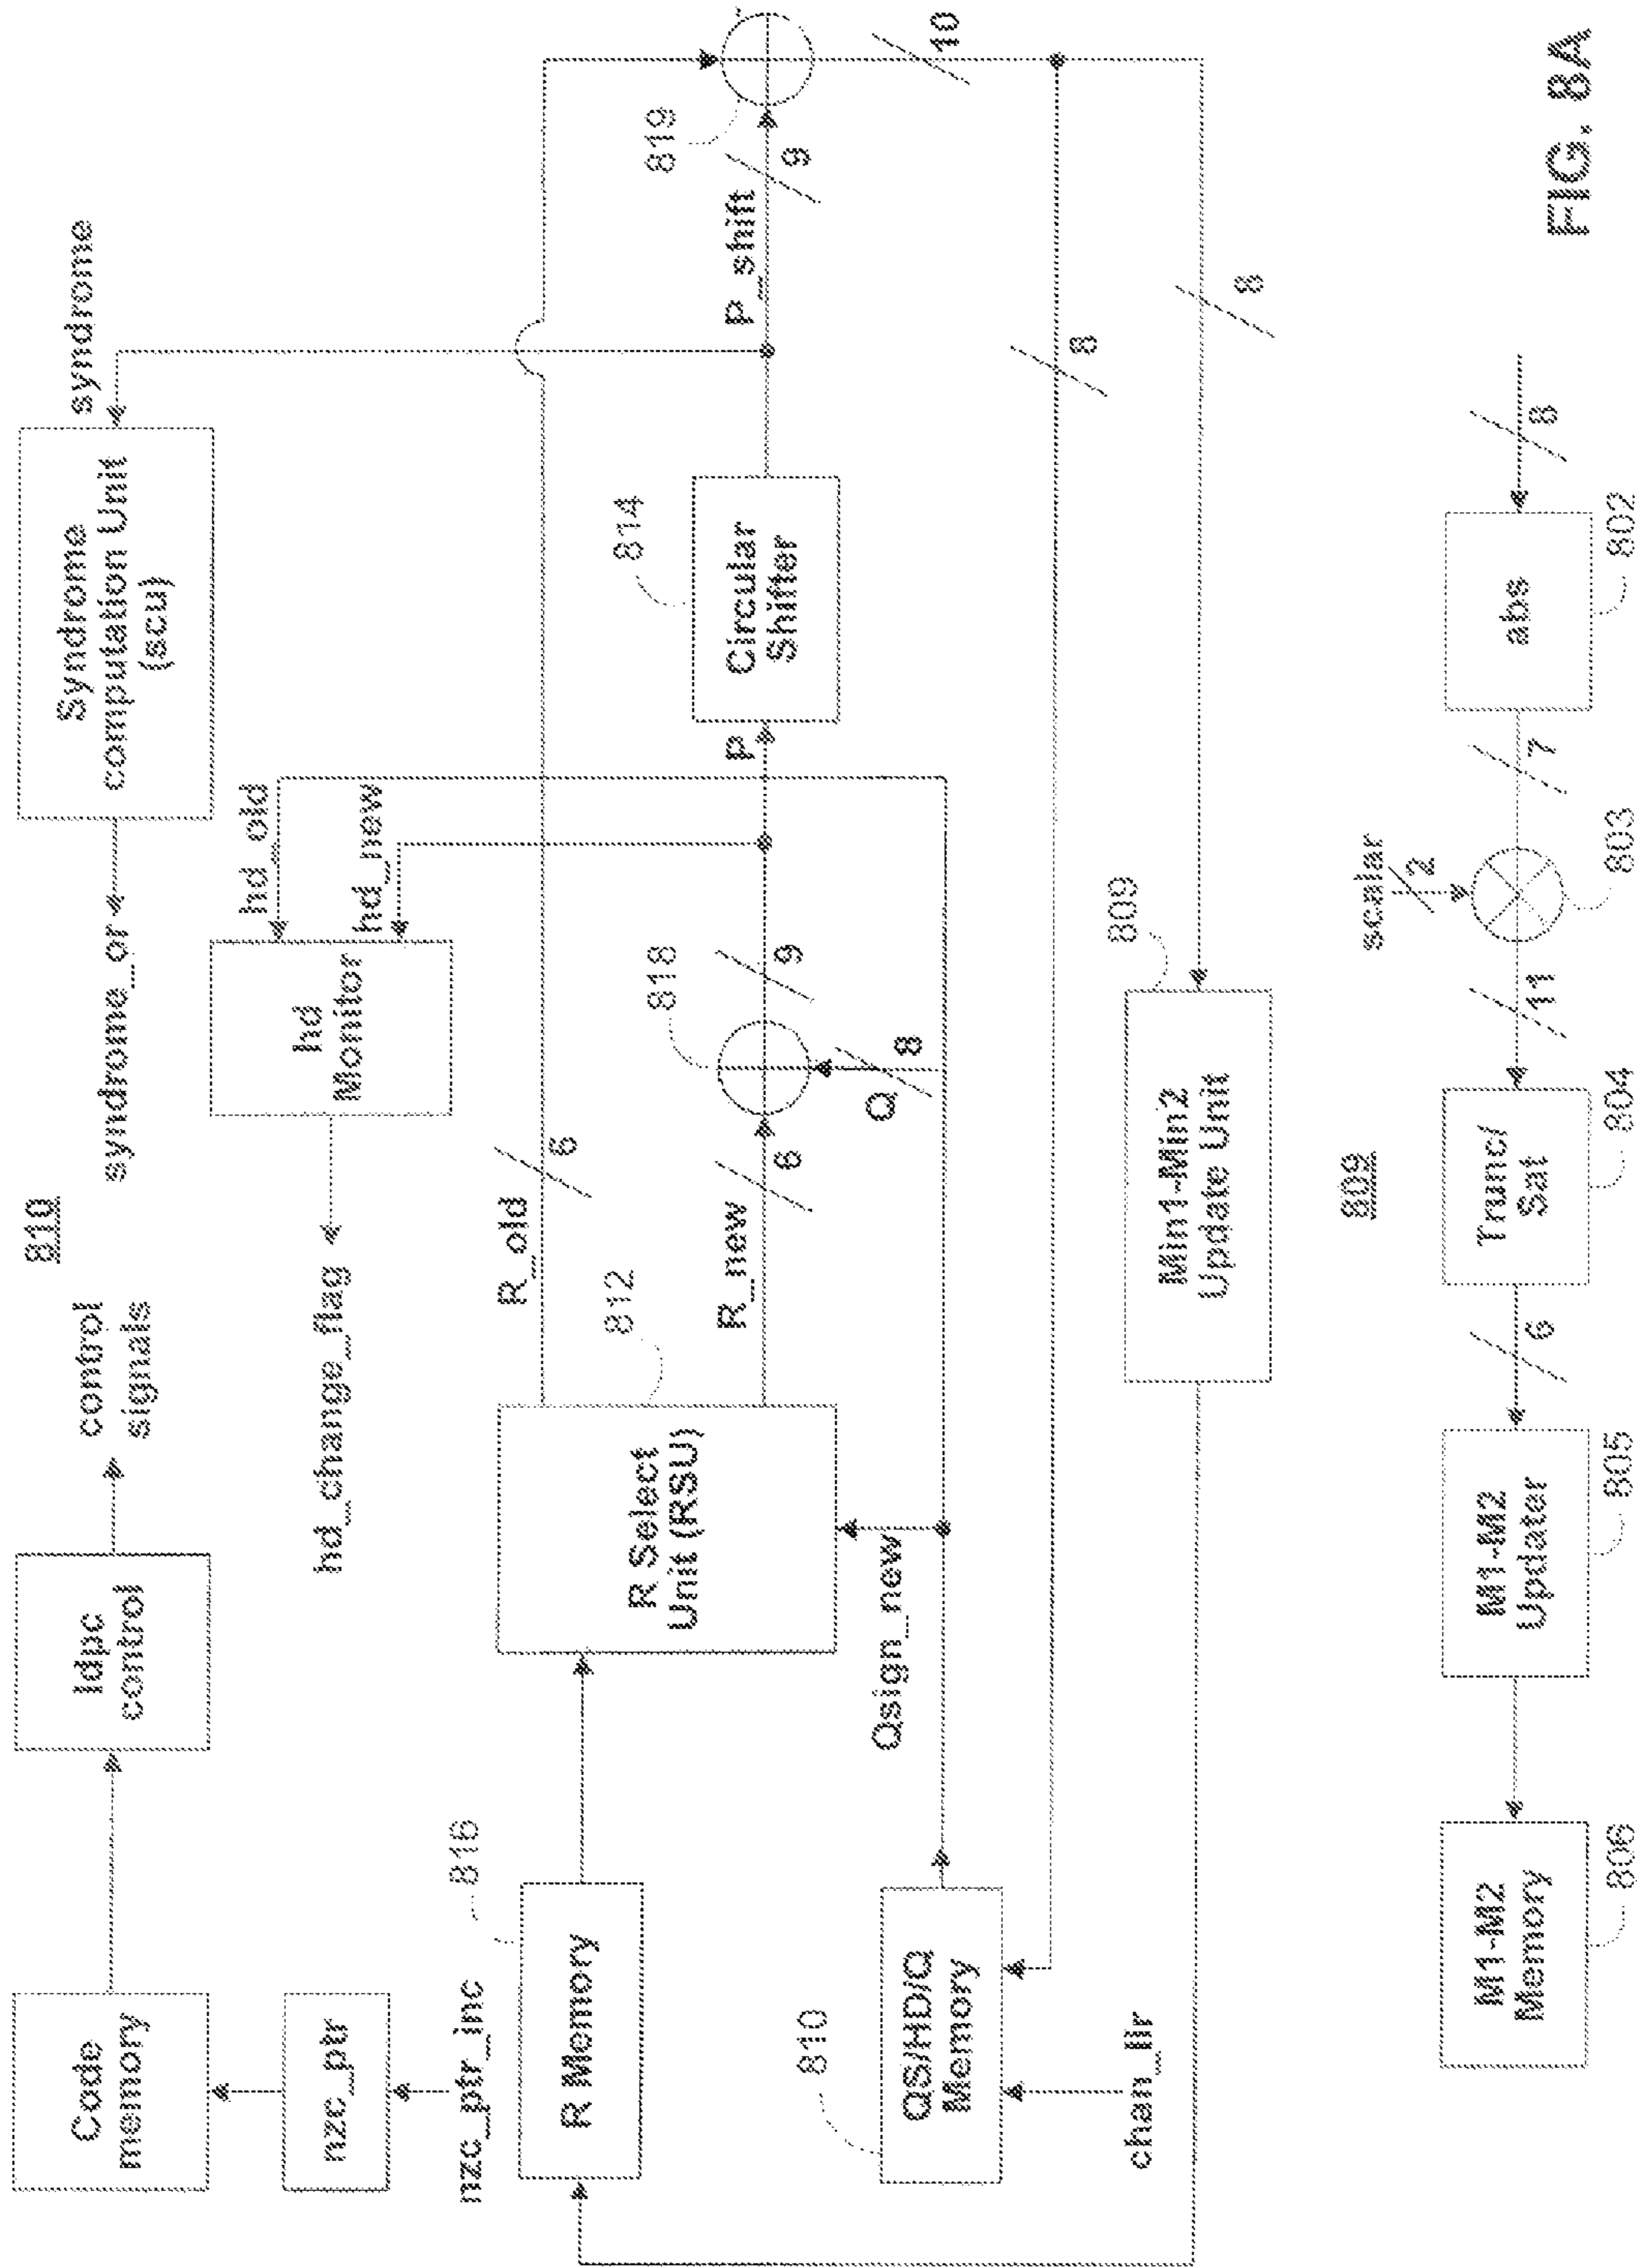 810
Code
memory
ldpc
control
control
signals
nzc_ptr
nzc_ptr_inc
syndrome_or
Syndrome
computation Unit
(scu)
syndrome
hd_change_flag
hd
Monitor
hd_old
hd_new
816
R Memory
R Select
Unit (RSU)
812
R_old
6
R_new
6
818
9
Q
8
P
814
Circular
Shifter
P_shift
9
819
10
810
QS/HD/Q
Memory
chan_llr
Qsign_new
8
8
809
Min1-Min2
Update Unit
809
M1-M2
Memory
806
M1-M2
Updater
805
6
Trunc/
Sat
804
11
scalar
2
803
7
abs
802
8
FIG. 8A